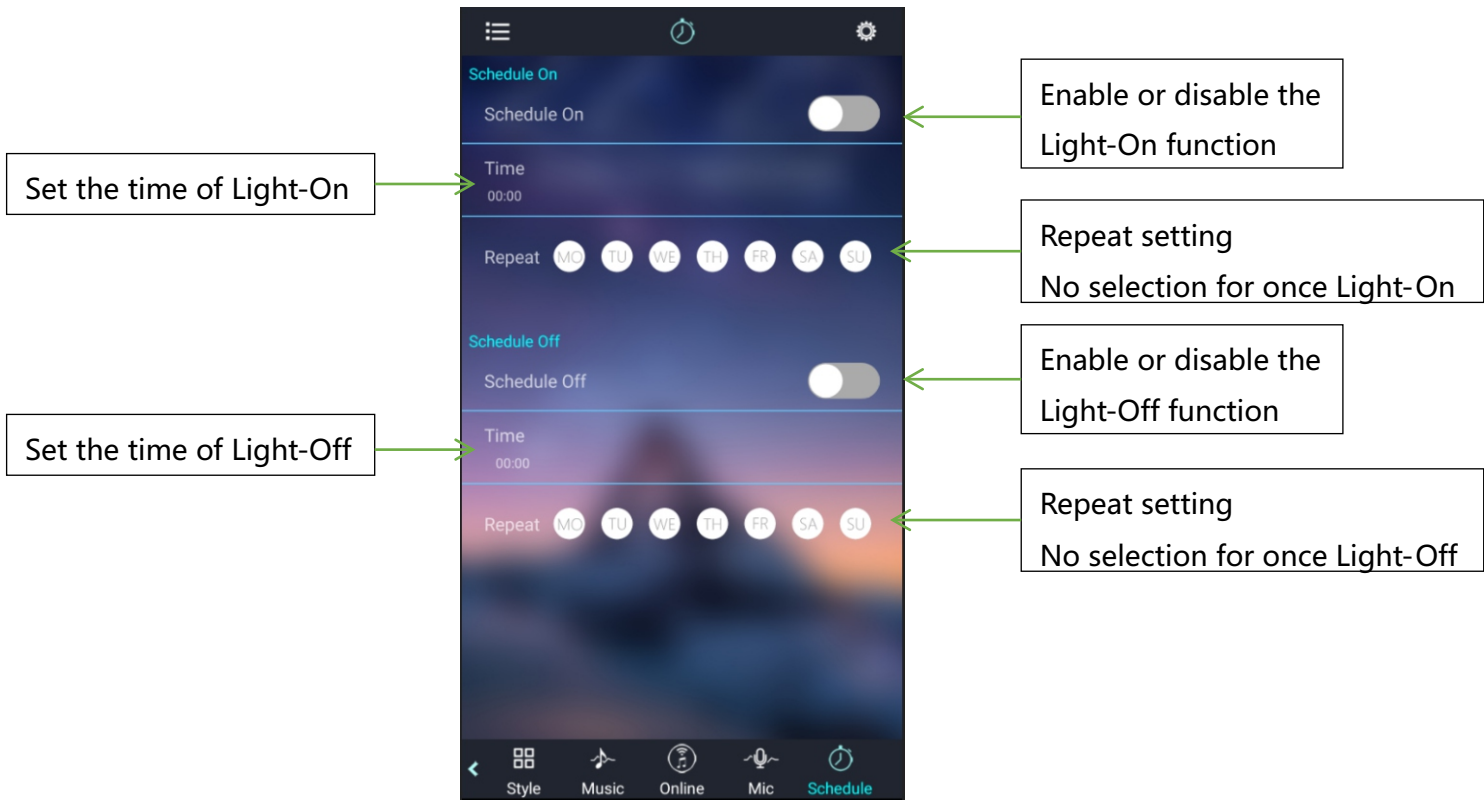 Schedule On
Schedule On
Enable or disable the
Light-On function
Set the time of Light-On
Time
00:00
Repeat MO TU WE TH FR SA SU
Repeat setting
No selection for once Light-On
Schedule Off
Schedule Off
Enable or disable the
Light-Off function
Set the time of Light-Off
Time
00:00
Repeat MO TU WE TH FR SA SU
Repeat setting
No selection for once Light-Off
Style Music Online Mic Schedule